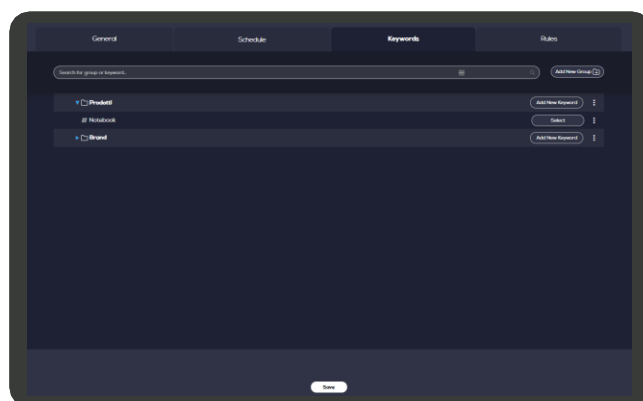 General Schedule Keywords Rules
Search for group or keyword... Add New Group
Prodotti Add New Keyword
# Notebook Select
Brand Add New Keyword
Save